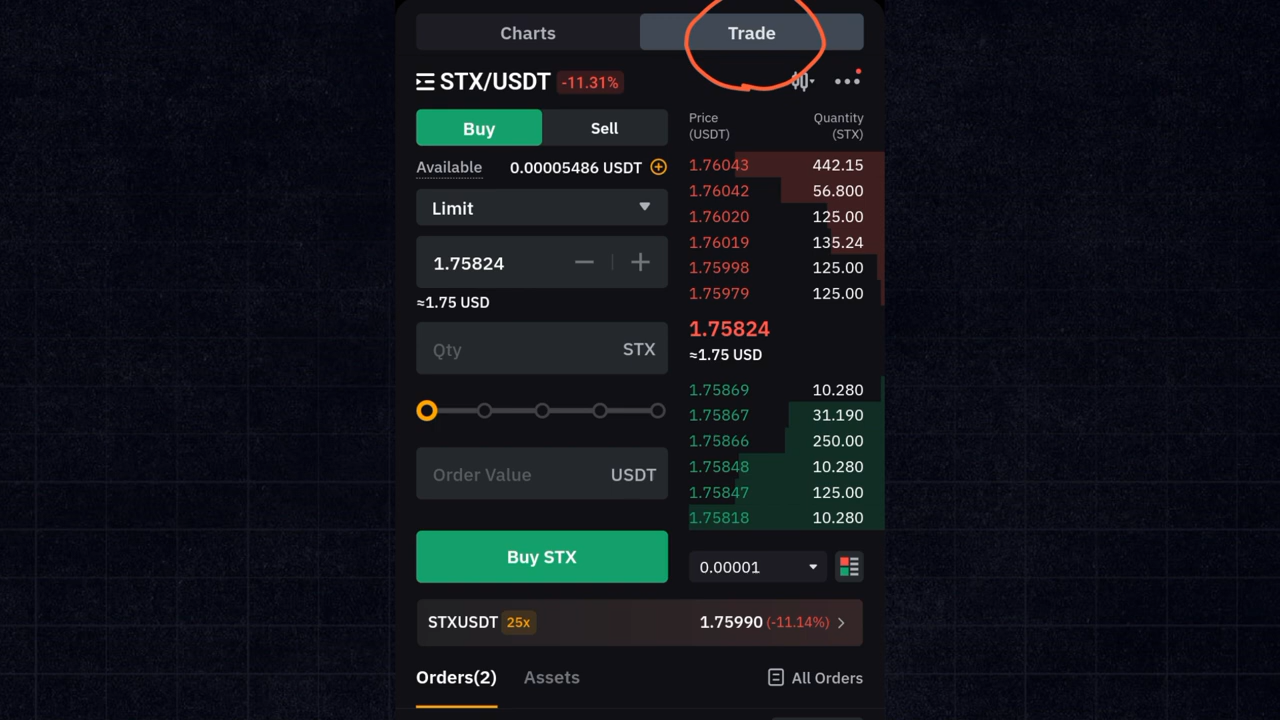 Charts Trade
STX/USDT -11.31%
Buy Sell
Available 0.00005486 USDT
Limit
1.75824
≈1.75 USD
Qty STX
Order Value USDT
Buy STX
Price Quantity
(USDT) (STX)
1.76043 442.15
1.76042 56.800
1.76020 125.00
1.76019 135.24
1.75998 125.00
1.75979 125.00
1.75824
≈1.75 USD
1.75869 10.280
1.75867 31.190
1.75866 250.00
1.75848 10.280
1.75847 125.00
1.75818 10.280
0.00001
STXUSDT 25x 1.75990 (-11.14%)
Orders(2) Assets All Orders